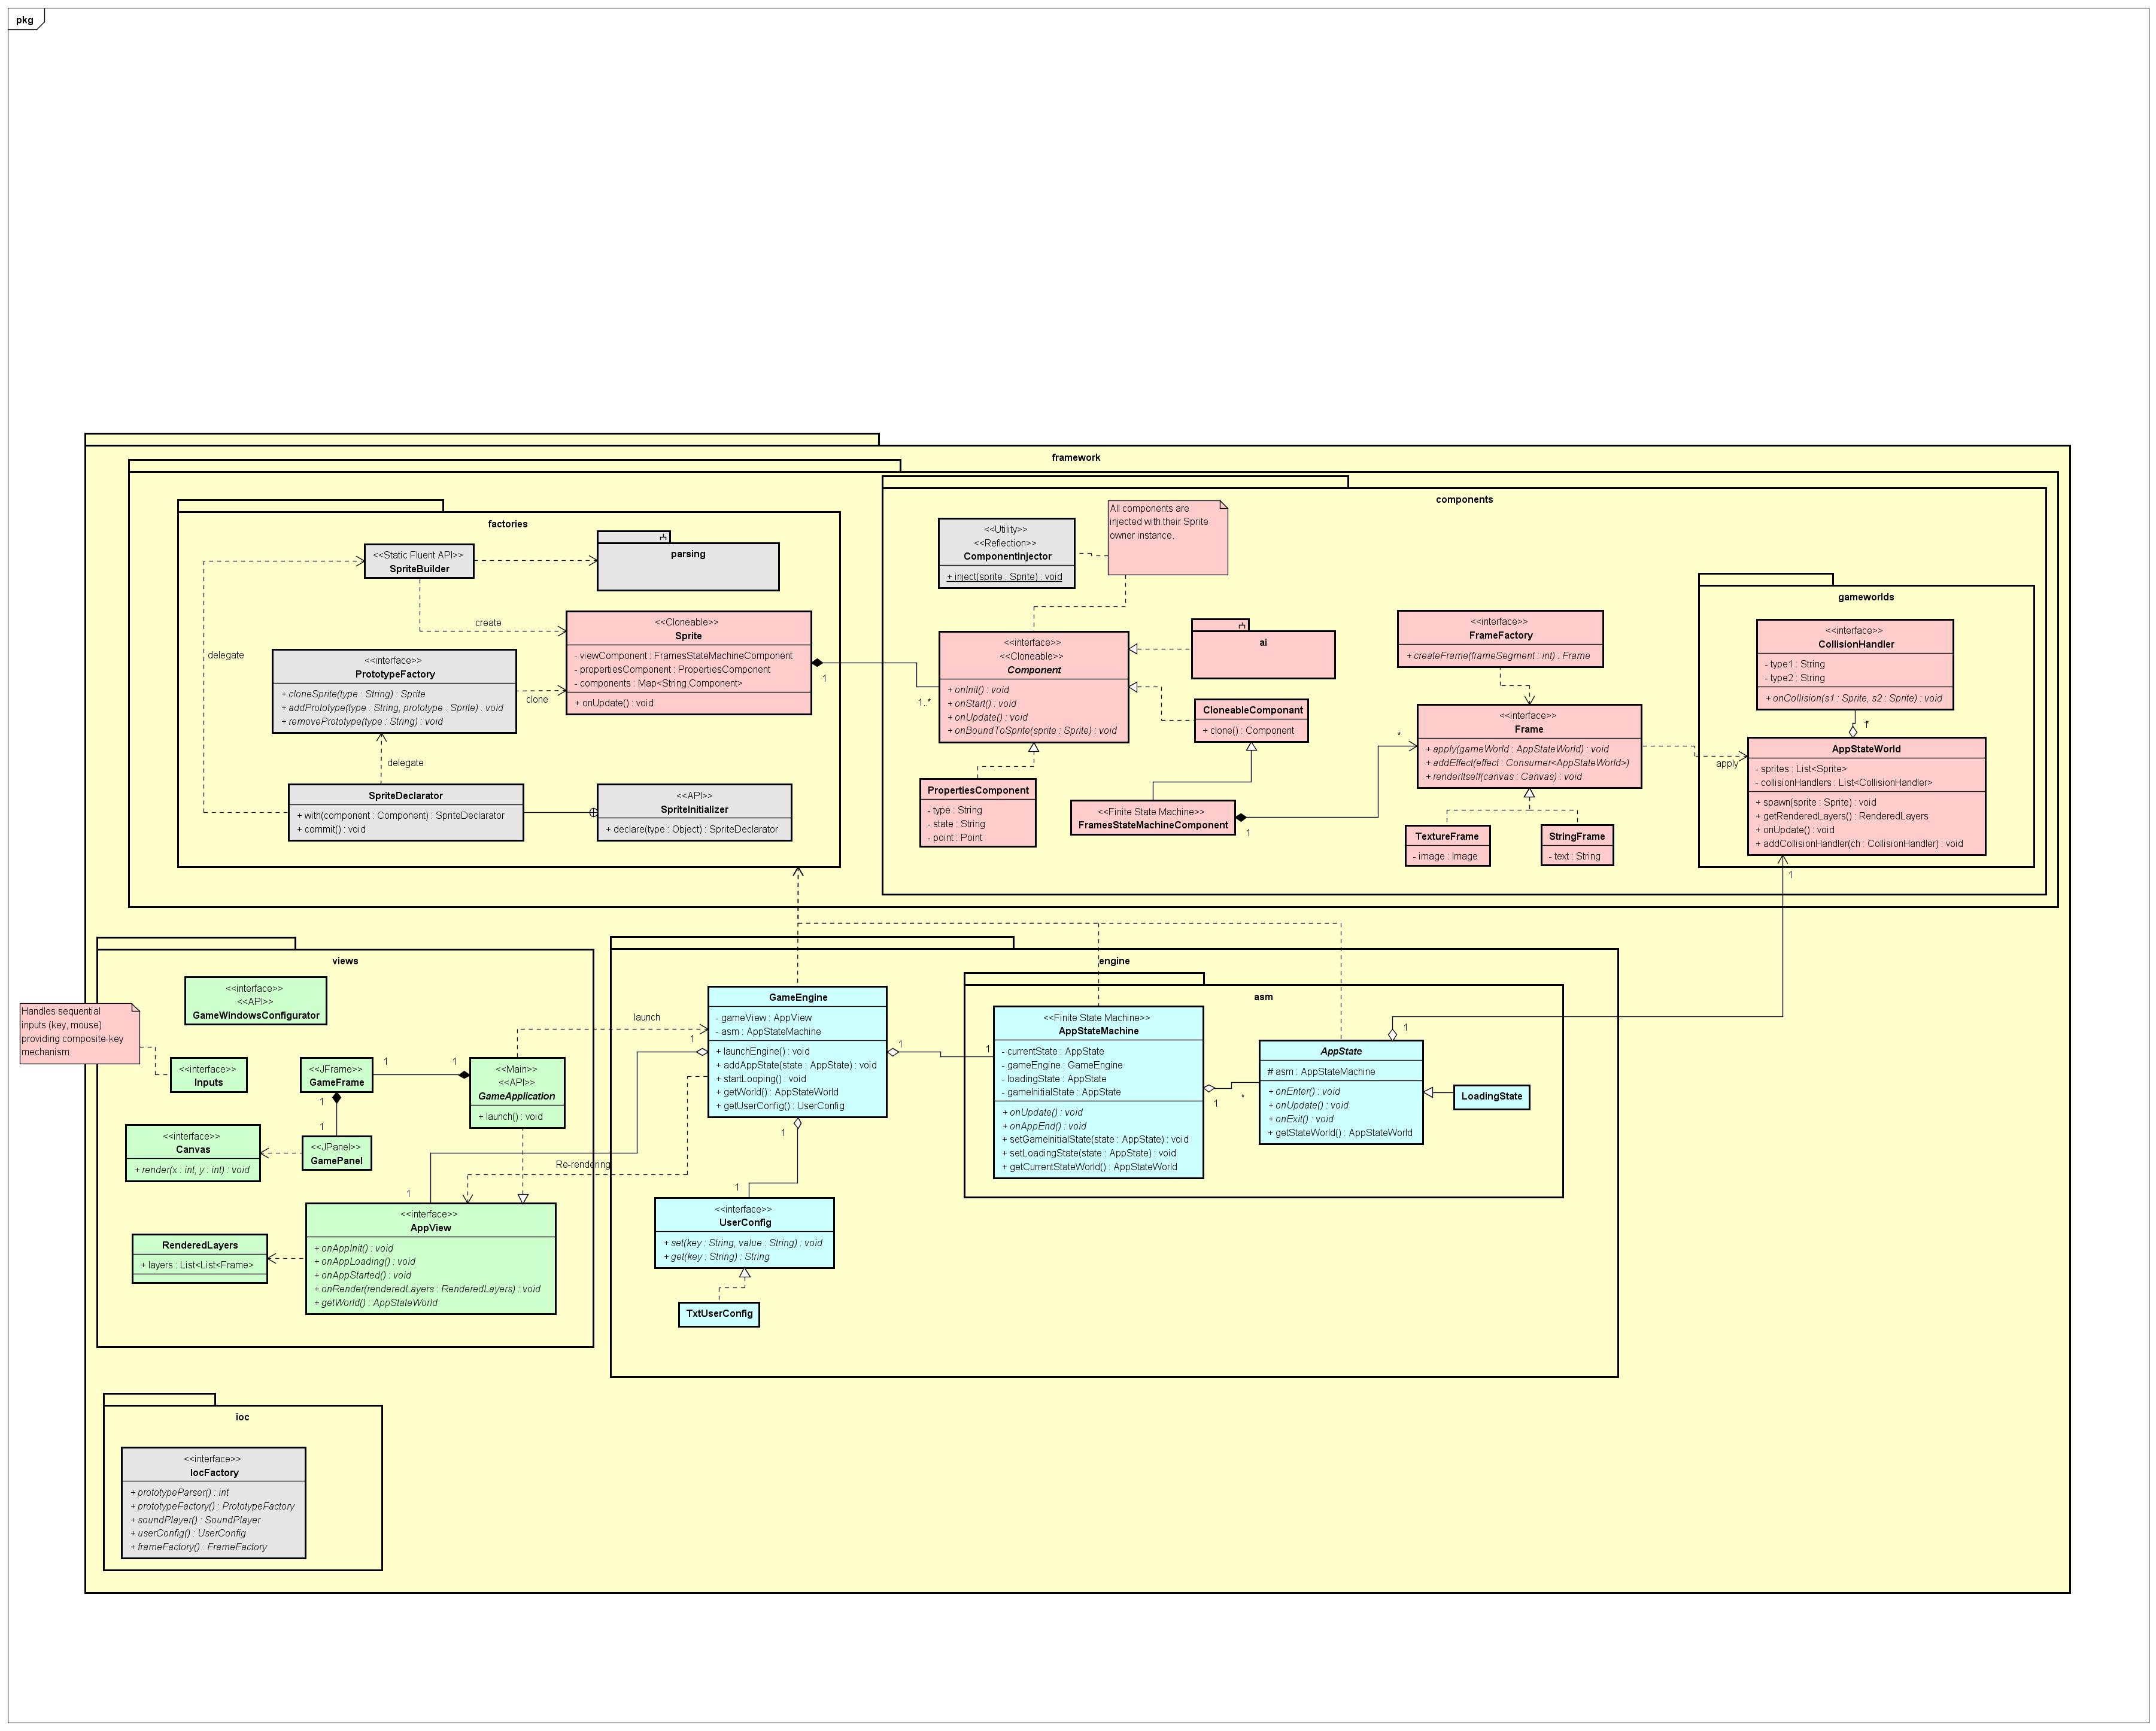 pkg
framework
factories
<<Static Fluent API>>
SpriteBuilder
parsing
create
delegate
<<Cloneable>>
Sprite
- viewComponent : FramesStateMachineComponent
- propertiesComponent : PropertiesComponent
- components : Map<String,Component>
+ onUpdate() : void
1
1..*
<<interface>>
PrototypeFactory
+ cloneSprite(type : String) : Sprite
+ addPrototype(type : String, prototype : Sprite) : void
+ removePrototype(type : String) : void
clone
delegate
SpriteDeclarator
+ with(component : Component) : SpriteDeclarator
+ commit() : void
<<API>>
SpriteInitializer
+ declare(type : Object) : SpriteDeclarator
components
<<Utility>>
<<Reflection>>
ComponentInjector
+ inject(sprite : Sprite) : void
All components are
injected with their Sprite
owner instance.
<<interface>>
<<Cloneable>>
Component
+ onInit() : void
+ onStart() : void
+ onUpdate() : void
+ onBoundToSprite(sprite : Sprite) : void
ai
CloneableComponant
+ clone() : Component
PropertiesComponent
- type : String
- state : String
- point : Point
<<Finite State Machine>>
FramesStateMachineComponent
1
*
<<interface>>
FrameFactory
+ createFrame(frameSegment : int) : Frame
<<interface>>
Frame
+ apply(gameWorld : AppStateWorld) : void
+ addEffect(effect : Consumer<AppStateWorld>)
+ renderItself(canvas : Canvas) : void
apply
TextureFrame
- image : Image
StringFrame
- text : String
gameworlds
<<interface>>
CollisionHandler
- type1 : String
- type2 : String
+ onCollision(s1 : Sprite, s2 : Sprite) : void
AppStateWorld
- sprites : List<Sprite>
- collisionHandlers : List<CollisionHandler>
+ spawn(sprite : Sprite) : void
+ getRenderedLayers() : RenderedLayers
+ onUpdate() : void
+ addCollisionHandler(ch : CollisionHandler) : void
1
views
<<interface>>
<<API>>
GameWindowsConfigurator
Handles sequential
inputs (key, mouse)
providing composite-key
mechanism.
<<interface>>
Inputs
<<JFrame>>
GameFrame
1
1
<<Main>>
<<API>>
GameApplication
+ launch() : void
launch
1
1
<<interface>>
Canvas
+ render(x : int, y : int) : void
<<JPanel>>
GamePanel
Re-rendering
1
<<interface>>
AppView
+ onAppInit() : void
+ onAppLoading() : void
+ onAppStarted() : void
+ onRender(renderedLayers : RenderedLayers) : void
+ getWorld() : AppStateWorld
RenderedLayers
+ layers : List<List<Frame>
engine
GameEngine
- gameView : AppView
- asm : AppStateMachine
+ launchEngine() : void
+ addAppState(state : AppState) : void
+ startLooping() : void
+ getWorld() : AppStateWorld
+ getUserConfig() : UserConfig
1
1
1
1
1
<<interface>>
UserConfig
+ set(key : String, value : String) : void
+ get(key : String) : String
TxtUserConfig
asm
<<Finite State Machine>>
AppStateMachine
- currentState : AppState
- gameEngine : GameEngine
- loadingState : AppState
- gameInitialState : AppState
+ onUpdate() : void
+ onAppEnd() : void
+ setGameInitialState(state : AppState) : void
+ setLoadingState(state : AppState) : void
+ getCurrentStateWorld() : AppStateWorld
1
*
1
AppState
# asm : AppStateMachine
+ onEnter() : void
+ onUpdate() : void
+ onExit() : void
+ getStateWorld() : AppStateWorld
LoadingState
ioc
<<interface>>
IocFactory
+ prototypeParser() : int
+ prototypeFactory() : PrototypeFactory
+ soundPlayer() : SoundPlayer
+ userConfig() : UserConfig
+ frameFactory() : FrameFactory